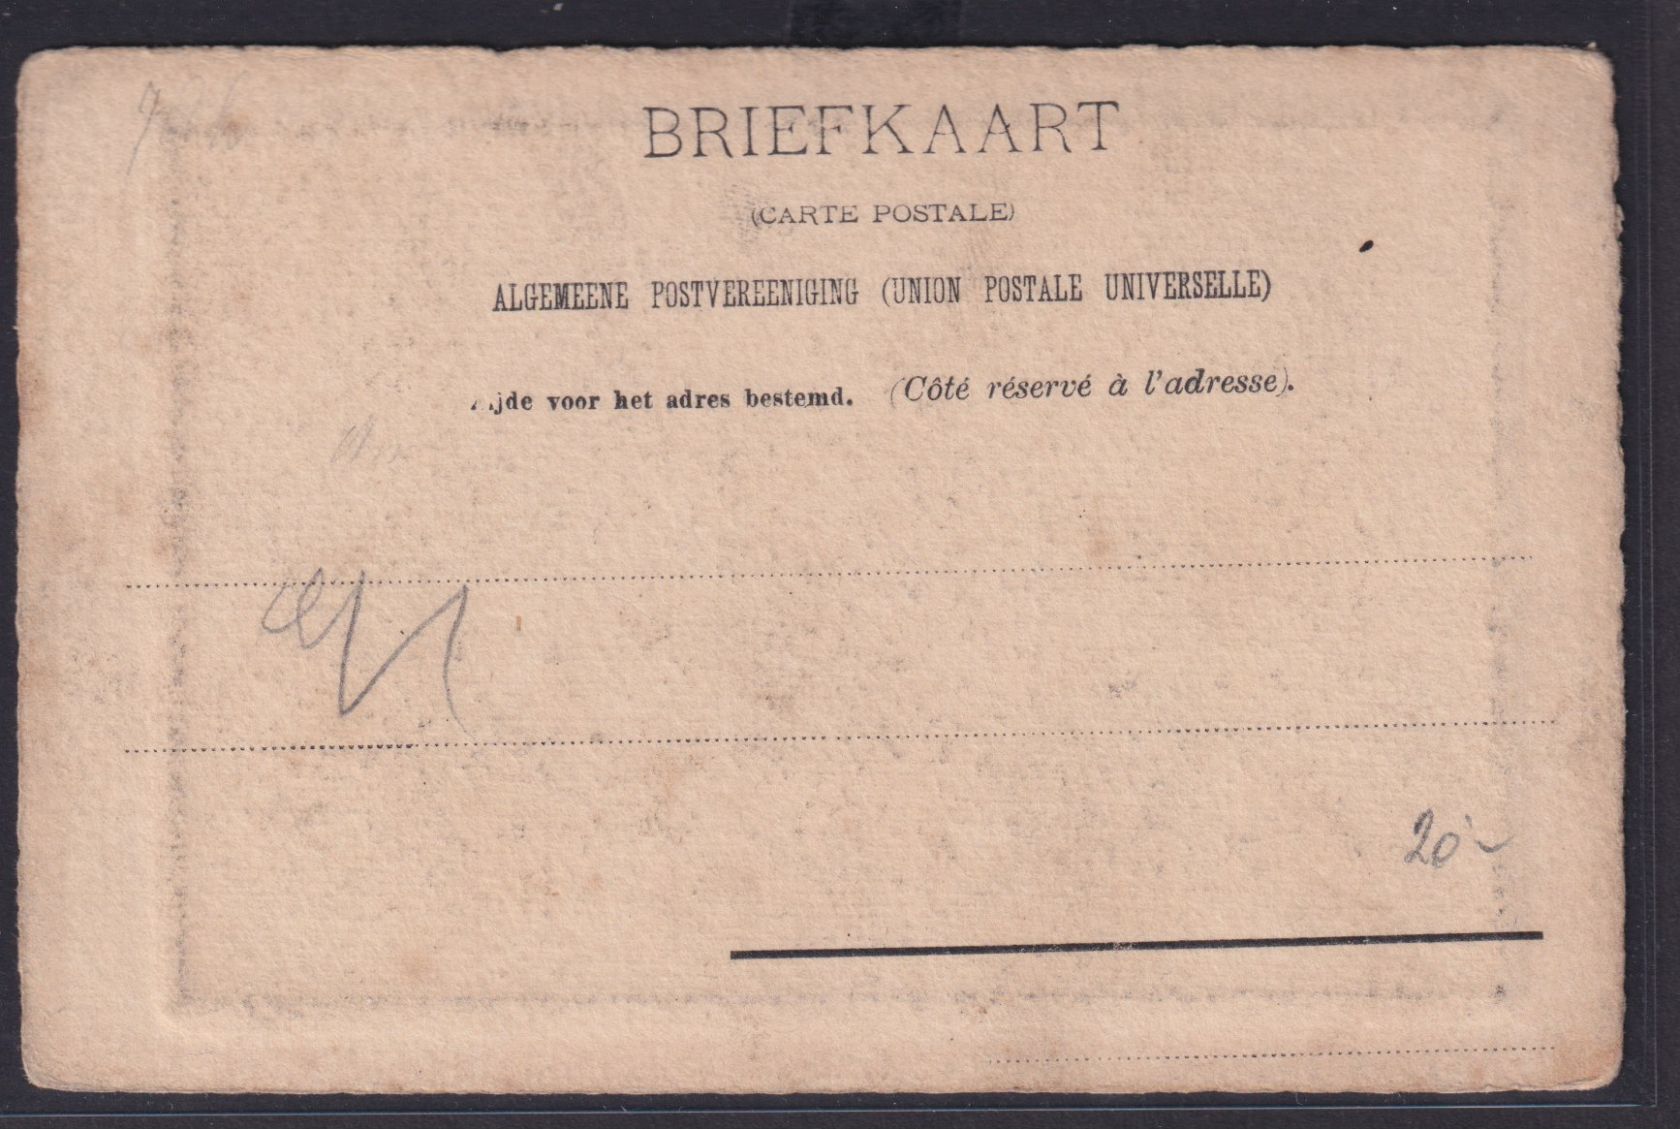 BRIEFKAART
(CARTE POSTALE)
ALGEMEENE POSTVEREENIGING (UNION POSTALE UNIVERSELLE)
jde voor het adres bestemd. (Côté réservé à l'adresse).
20 -